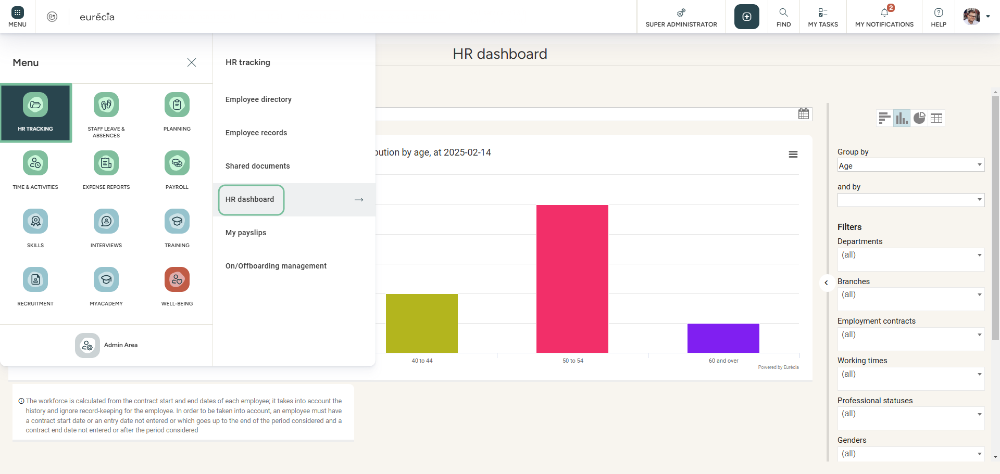 MENU
eurécia
SUPER ADMINISTRATOR
FIND
MY TASKS
2
MY NOTIFICATIONS
HELP
HR dashboard
Menu
HR TRACKING
STAFF LEAVE &
ABSENCES
PLANNING
TIME & ACTIVITIES
EXPENSE REPORTS
PAYROLL
SKILLS
INTERVIEWS
TRAINING
RECRUITMENT
MYACADEMY
WELL-BEING
Admin Area
HR tracking
Employee directory
Employee records
Shared documents
HR dashboard
My payslips
On/Offboarding management
bution by age, at 2025-02-14
40 to 44
50 to 54
60 and over
Powered by Eurécia
The workforce is calculated from the contract start and end dates of each employee; it takes into account the
history and ignore record-keeping for the employee. In order to be taken into account, an employee must have
a contract start date or an entry date not entered or which goes up to the end of the period considered and a
contract end date not entered or after the period considered
Group by
Age
and by
Filters
Departments
(all)
Branches
(all)
Employment contracts
(all)
Working times
(all)
Professional statuses
(all)
Genders
(all)